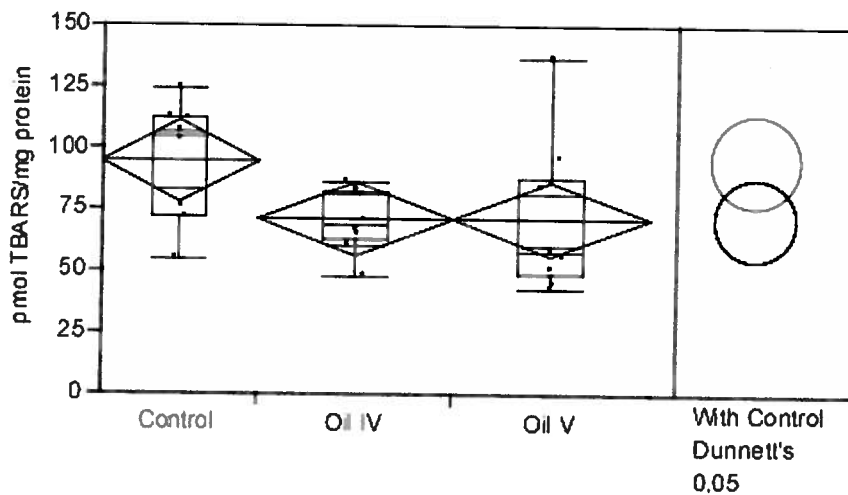 pmol TBARS/mg protein
150
125
100
75
50
25
0
Control
Oil IV
Oil V
With Control
Dunnett's
0,05